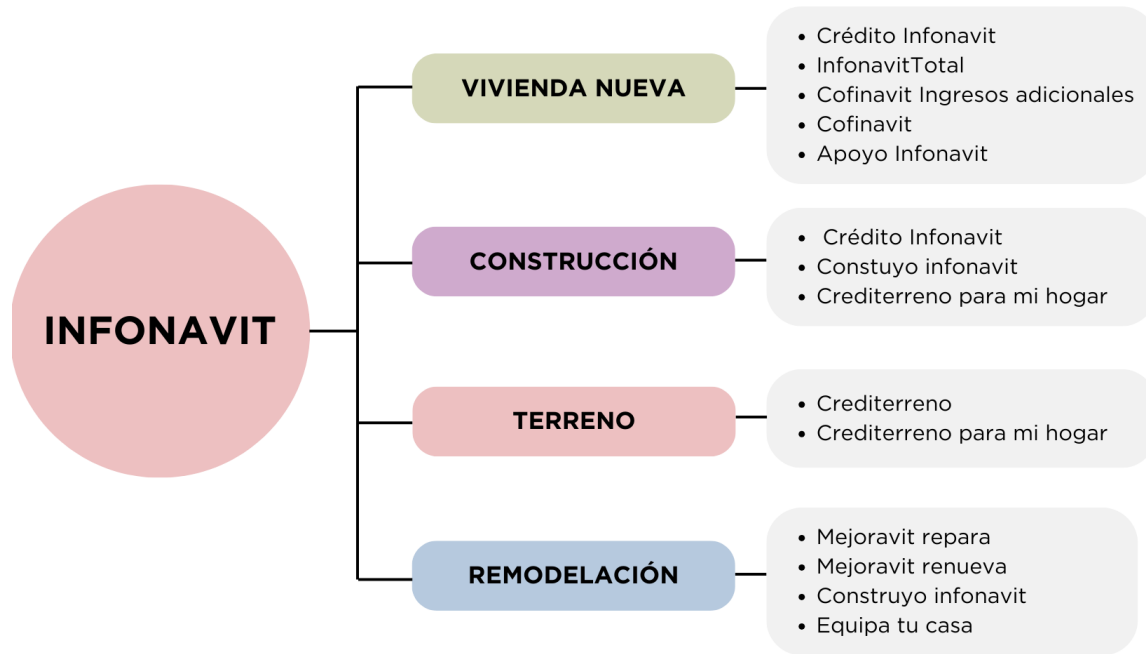 INFONAVIT
VIVIENDA NUEVA
• Crédito Infonavit
• InfonavitTotal
• Cofinavit Ingresos adicionales
• Cofinavit
• Apoyo Infonavit
CONSTRUCCIÓN
• Crédito Infonavit
• Constuyo infonavit
• Crediterreno para mi hogar
TERRENO
• Crediterreno
• Crediterreno para mi hogar
REMODELACIÓN
• Mejoravit repara
• Mejoravit renueva
• Construyo infonavit
• Equipa tu casa